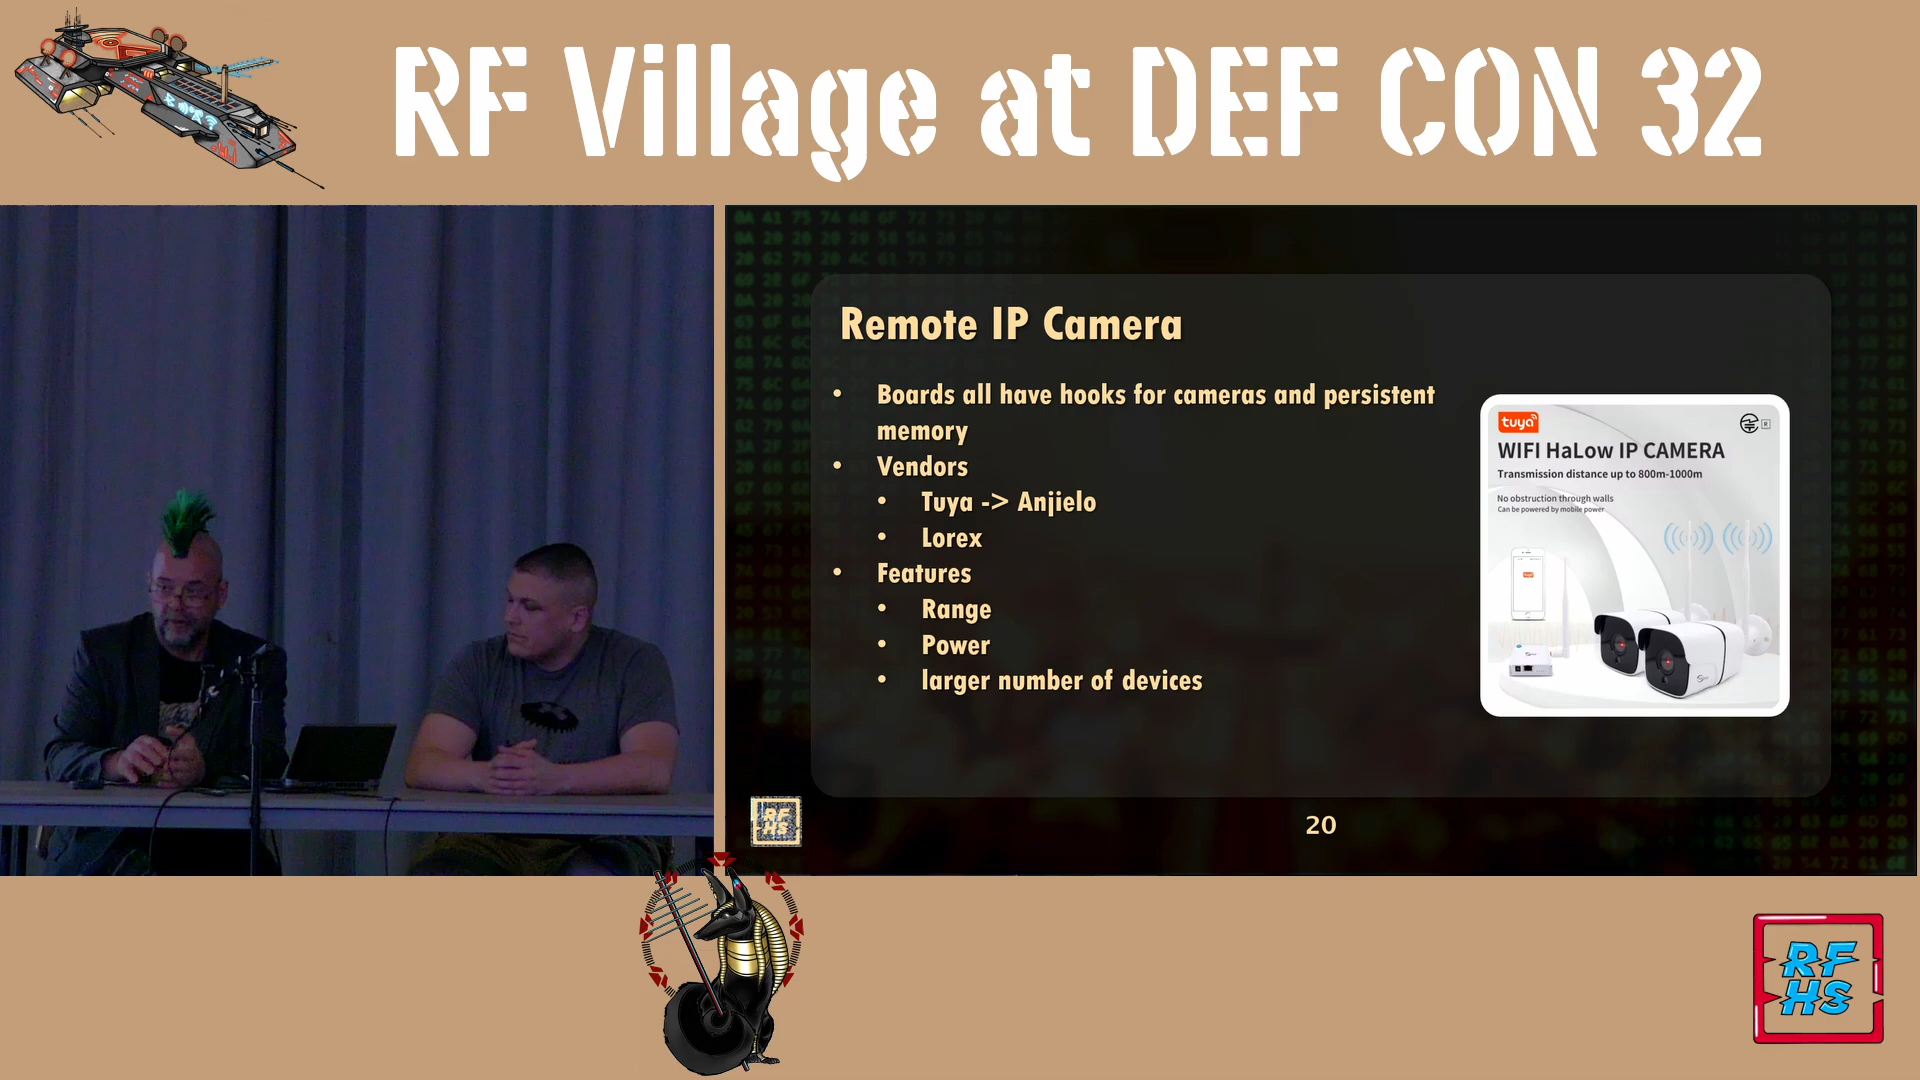 RF Village at DEF CON 32
Remote IP Camera
• Boards all have hooks for cameras and persistent
memory
• Vendors
• Tuya -> Anjielo
• Lorex
• Features
• Range
• Power
• larger number of devices
tuya
R
WIFI HaLow IP CAMERA
Transmission distance up to 800m-1000m
No obstruction through walls
Can be powered by mobile power
tuya
RF
HS
20
RF
HS